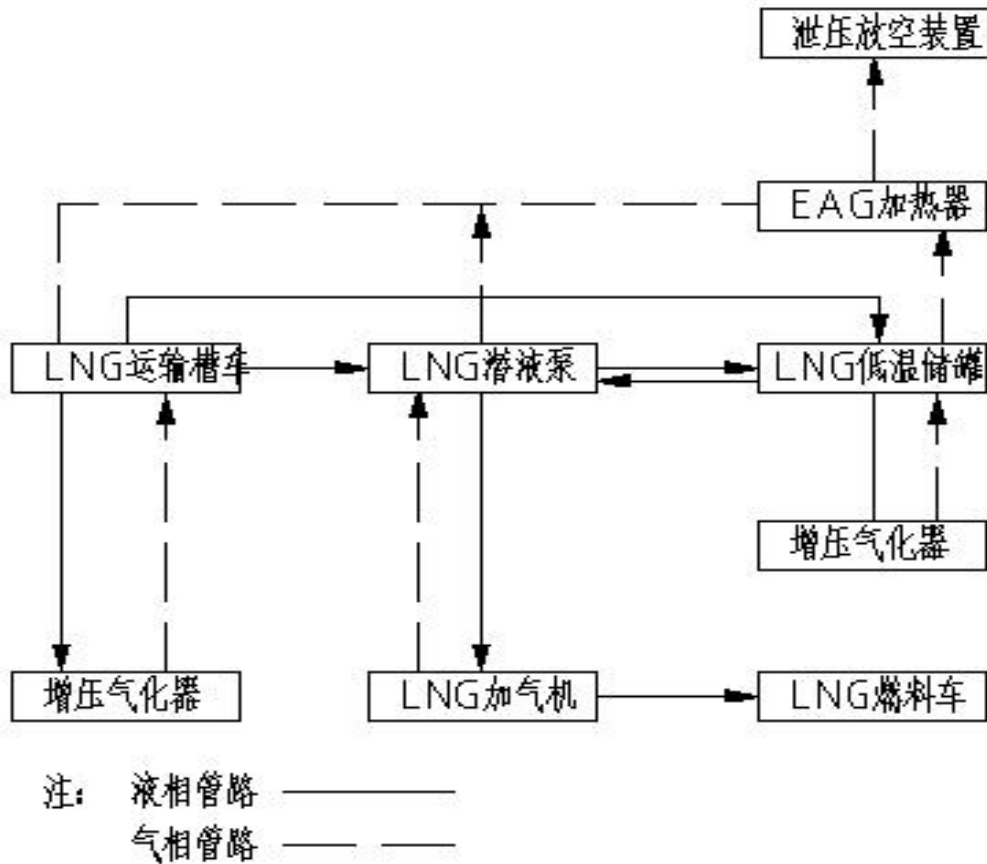 泄压放空装置
EAG加热器
LNG运输槽车
LNG潜液泵
LNG低温储罐
增压气化器
增压气化器
LNG加气机
LNG燃料车
注: 液相管路
气相管路